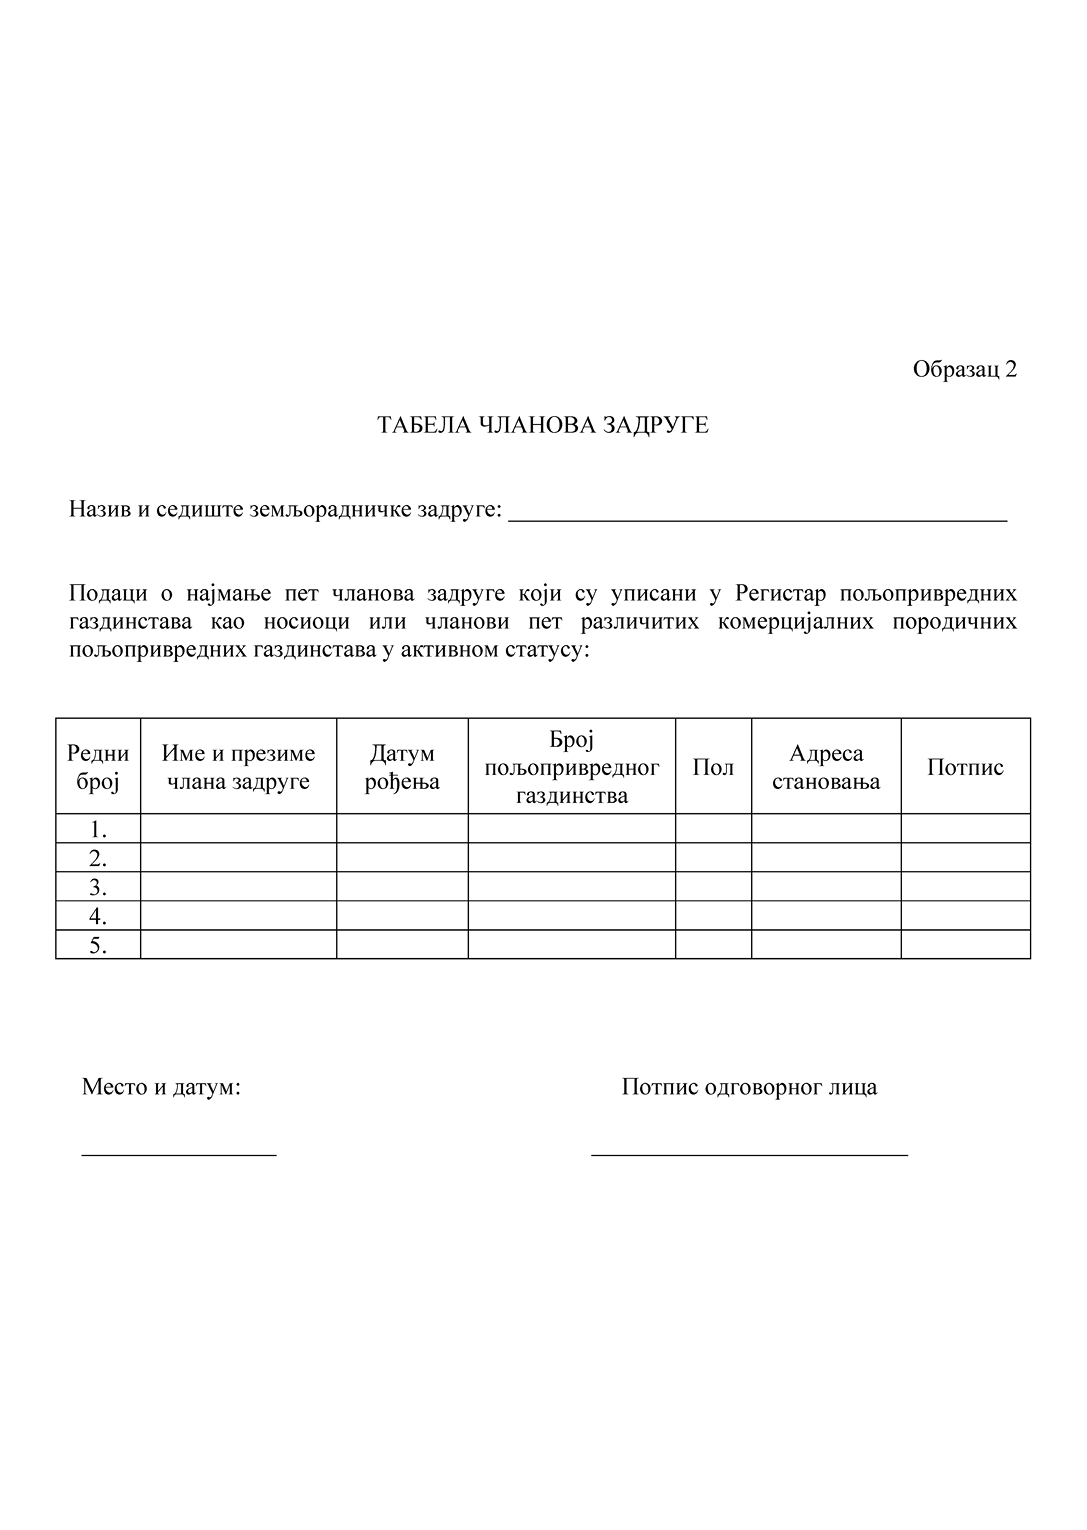 Образац 2
ТАБЕЛА ЧЛАНОВА ЗАДРУГЕ
Назив и седиште земљорадничке задруге: ________________________________________
Подаци о најмање пет чланова задруге који су уписани у Регистар пољопривредних
газдинстава као носиоци или чланови пет различитих комерцијалних породичних
пољопривредних газдинстава у активном статусу:
Редни број Име и презиме члана задруге Датум рођења Број пољопривредног газдинства Пол Адреса становања Потпис
1.
2.
3.
4.
5.
Место и датум: Потпис одговорног лица
________________ __________________________